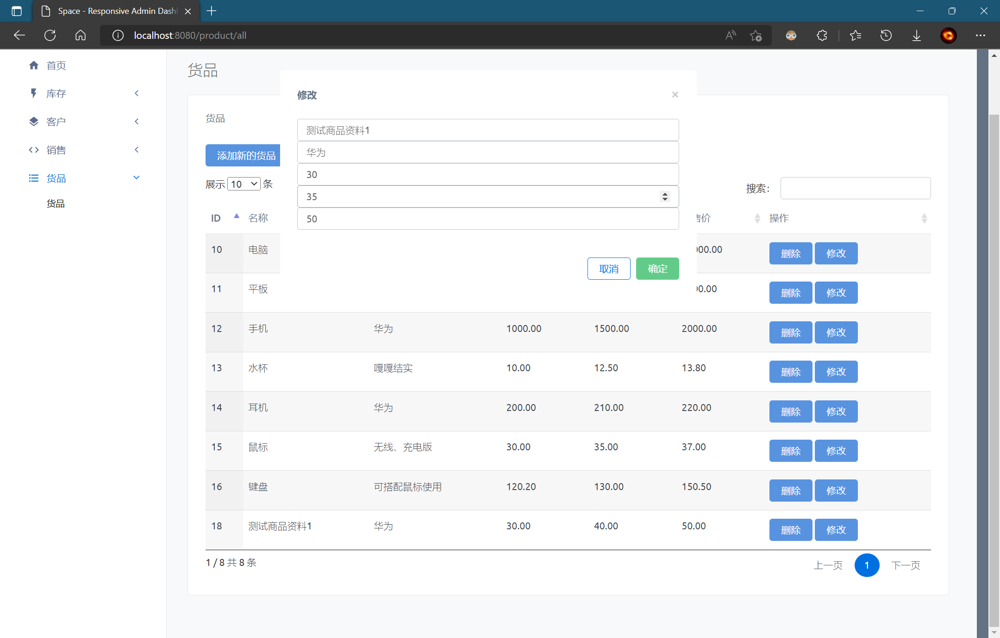 Space - Responsive Admin Dash
localhost:8080/product/all
首页
库存
客户
销售
货品
货品
货品
货品
添加新的货品
展示 10 条
搜索：
修改 ×
测试商品资料1
华为
30
35
50
取消 确定
ID 名称 售价 操作
10 电脑 000.00 删除 修改
11 平板 00.00 删除 修改
12 手机 华为 1000.00 1500.00 2000.00 删除 修改
13 水杯 嘎嘎结实 10.00 12.50 13.80 删除 修改
14 耳机 华为 200.00 210.00 220.00 删除 修改
15 鼠标 无线、充电版 30.00 35.00 37.00 删除 修改
16 键盘 可搭配鼠标使用 120.20 130.00 150.50 删除 修改
18 测试商品资料1 华为 30.00 40.00 50.00 删除 修改
1 / 8 共 8 条
上一页 1 下一页